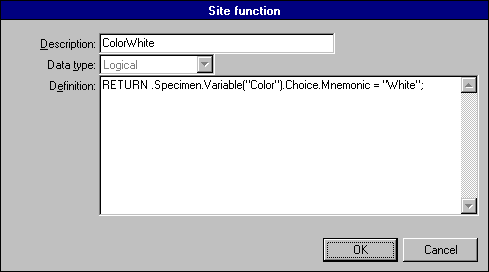 Site function
Description: ColorWhite
Data type: Logical
Definition: RETURN .Specimen.Variable("Color").Choice.Mnemonic = "White";
OK Cancel